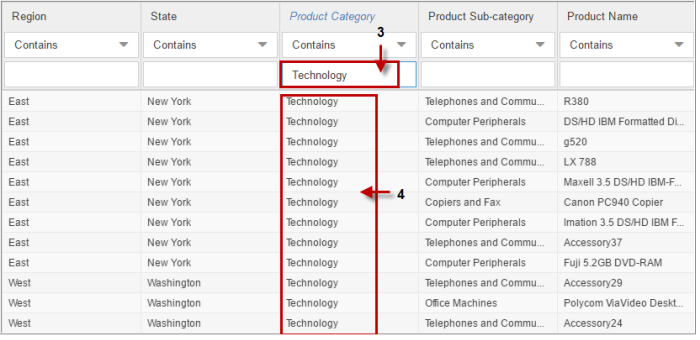 Region State Product Category Product Sub-category Product Name
3
Contains Contains Contains Contains Contains
Technology
East New York Technology Telephones and Commu... R380
East New York Technology Computer Peripherals DS/HD IBM Formatted Di...
East New York Technology Telephones and Commu... g520
East New York Technology Telephones and Commu... LX 788
East New York Technology Computer Peripherals Maxell 3.5 DS/HD IBM-F...
4
East New York Technology Copiers and Fax Canon PC940 Copier
East New York Technology Computer Peripherals Imation 3.5 DS/HD IBM F...
East New York Technology Telephones and Commu... Accessory37
East New York Technology Computer Peripherals Fuji 5.2GB DVD-RAM
West Washington Technology Telephones and Commu... Accessory29
West Washington Technology Office Machines Polycom ViaVideo Deskt...
West Washington Technology Telephones and Commu... Accessory24